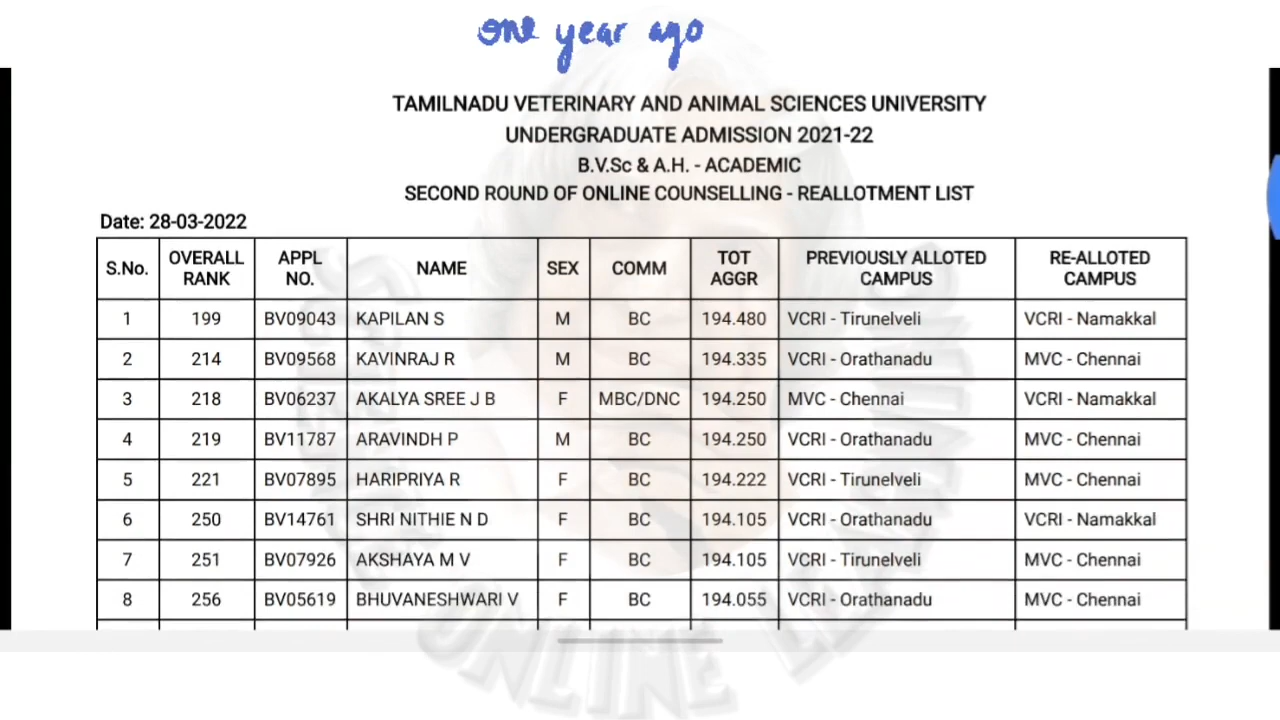 one year ago
TAMILNADU VETERINARY AND ANIMAL SCIENCES UNIVERSITY
UNDERGRADUATE ADMISSION 2021-22
B.V.Sc & A.H. - ACADEMIC
SECOND ROUND OF ONLINE COUNSELLING - REALLOTMENT LIST
Date: 28-03-2022
S.No. OVERALL RANK APPL NO. NAME SEX COMM TOT AGGR PREVIOUSLY ALLOTED CAMPUS RE-ALLOTED CAMPUS
1 199 BV09043 KAPILAN S M BC 194.480 VCRI - Tirunelveli VCRI - Namakkal
2 214 BV09568 KAVINRAJ R M BC 194.335 VCRI - Orathanadu MVC - Chennai
3 218 BV06237 AKALYA SREE J B F MBC/DNC 194.250 MVC - Chennai VCRI - Namakkal
4 219 BV11787 ARAVINDH P M BC 194.250 VCRI - Orathanadu MVC - Chennai
5 221 BV07895 HARIPRIYA R F BC 194.222 VCRI - Tirunelveli MVC - Chennai
6 250 BV14761 SHRI NITHIE N D F BC 194.105 VCRI - Orathanadu VCRI - Namakkal
7 251 BV07926 AKSHAYA M V F BC 194.105 VCRI - Tirunelveli MVC - Chennai
8 256 BV05619 BHUVANESHWARI V F BC 194.055 VCRI - Orathanadu MVC - Chennai
ONLINE LEARNING